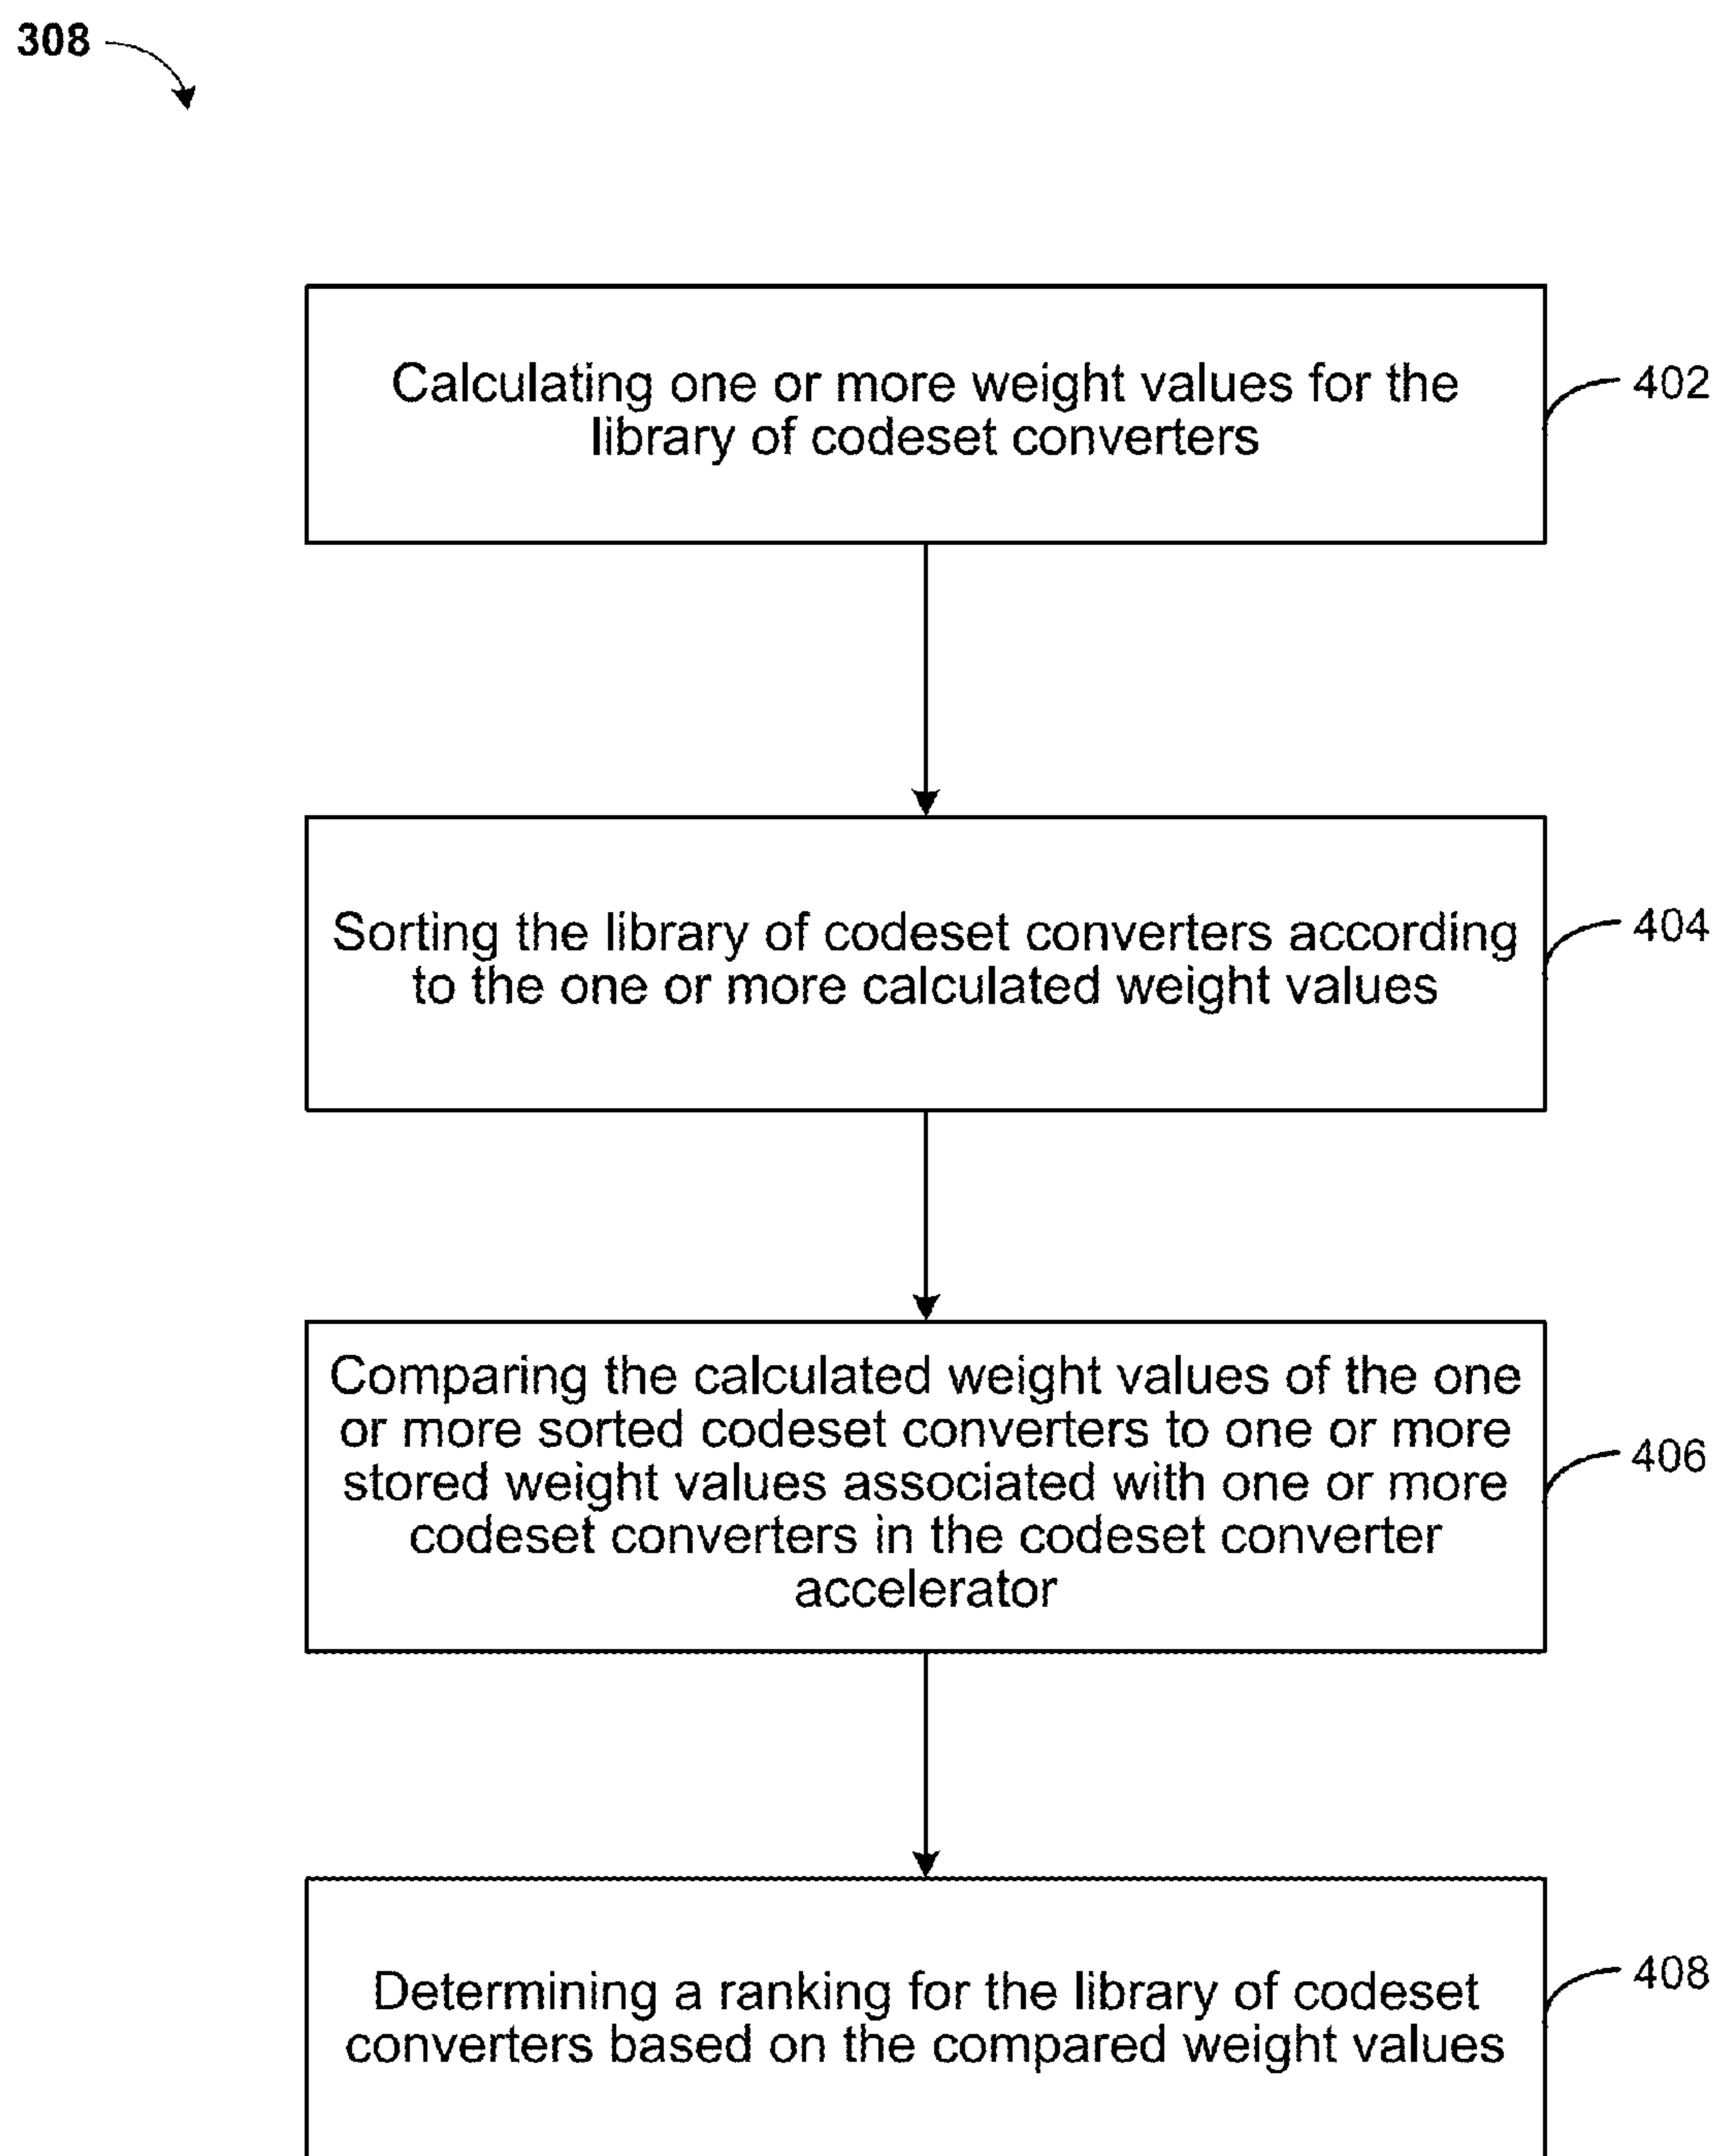 308
Calculating one or more weight values for the
library of codeset converters
402
Sorting the library of codeset converters according
to the one or more calculated weight values
404
Comparing the calculated weight values of the one
or more sorted codeset converters to one or more
stored weight values associated with one or more
codeset converters in the codeset converter
accelerator
406
Determining a ranking for the library of codeset
converters based on the compared weight values
408